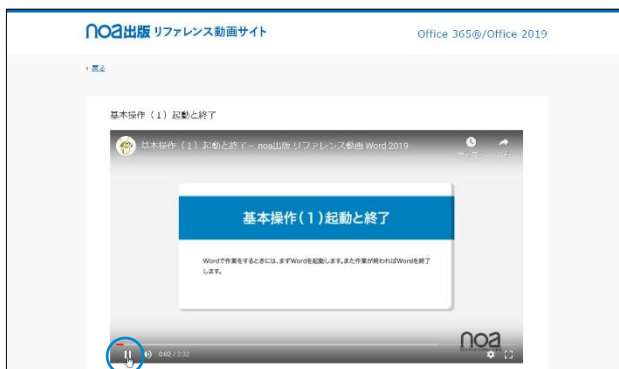 noa出版 リファレンス動画サイト
Office 365®/Office 2019
‹ 戻る
基本操作（1）起動と終了
基本操作（1）起動と終了 – noa出版 リファレンス動画 Word 2019
基本操作（1）起動と終了
Wordで作業をするときには、まずWordを起動します。また作業が終わればWordを終了
します。
noa
0:02 / 2:32